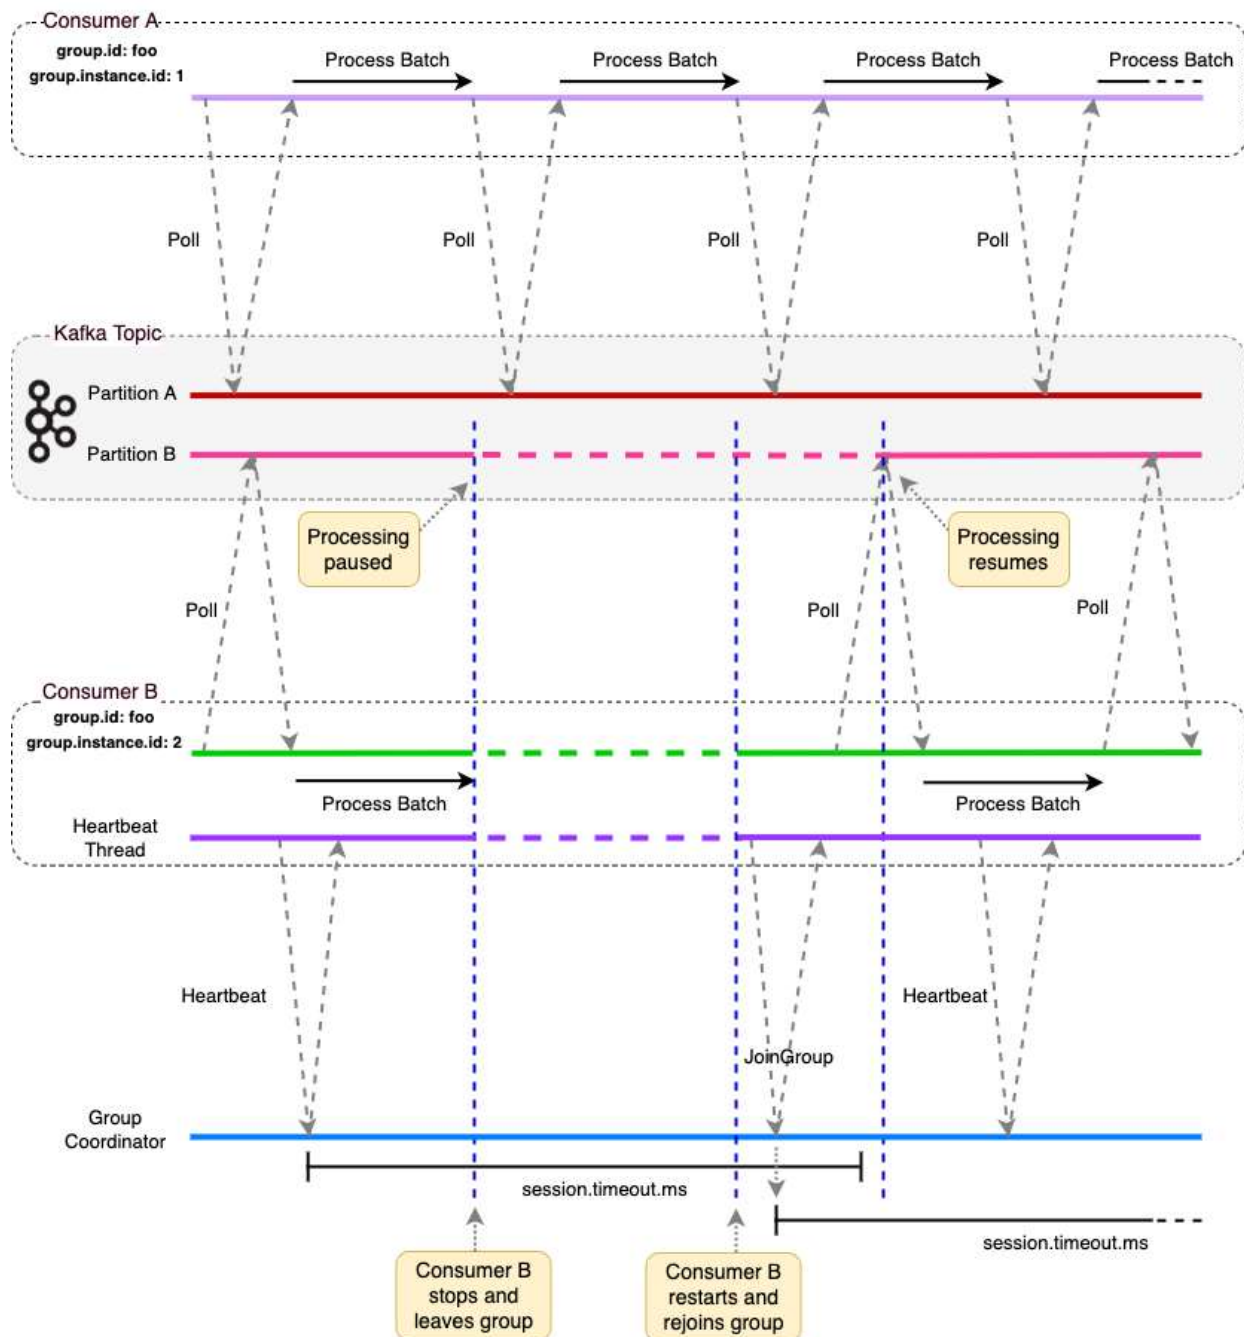 Consumer A
group.id: foo
group.instance.id: 1
Process Batch
Process Batch
Process Batch
Process Batch
Poll
Poll
Poll
Poll
Kafka Topic
Partition A
Partition B
Processing
paused
Processing
resumes
Poll
Poll
Poll
Consumer B
group.id: foo
group.instance.id: 2
Process Batch
Process Batch
Heartbeat
Thread
Heartbeat
Heartbeat
JoinGroup
Group
Coordinator
session.timeout.ms
session.timeout.ms
Consumer B
stops and
leaves group
Consumer B
restarts and
rejoins group